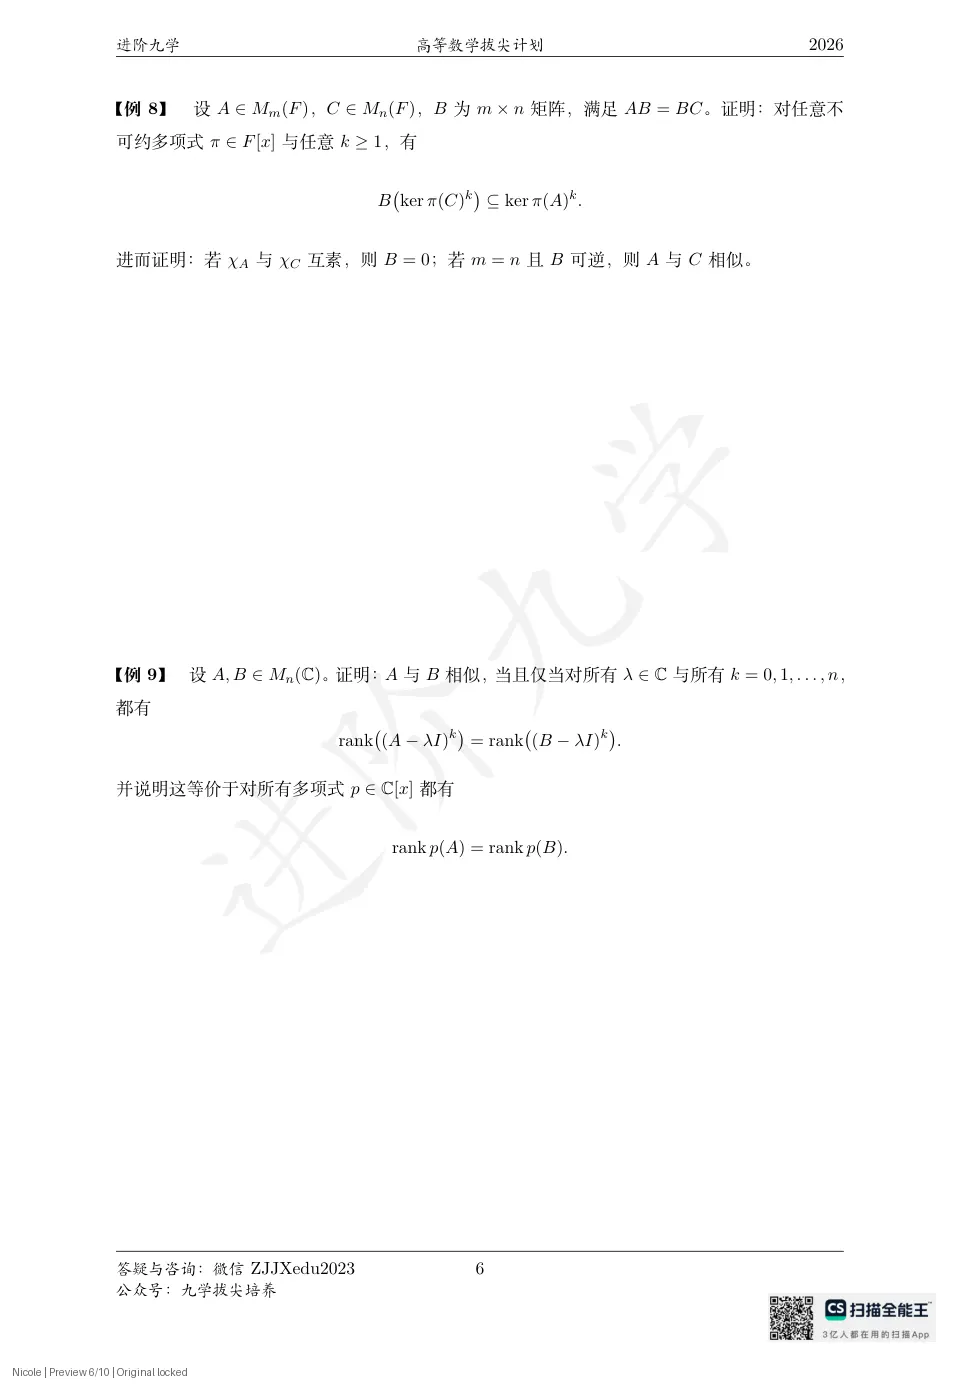 进阶九学 高等数学拔尖计划 2026
【例 8】 设 A ∈ M_m(F)，C ∈ M_n(F)，B 为 m × n 矩阵，满足 AB = BC。证明：对任意不
可约多项式 π ∈ F[x] 与任意 k ≥ 1，有
B(ker π(C)^k) ⊆ ker π(A)^k.
进而证明：若 χ_A 与 χ_C 互素，则 B = 0；若 m = n 且 B 可逆，则 A 与 C 相似。
【例 9】 设 A, B ∈ M_n(ℂ)。证明：A 与 B 相似，当且仅当对所有 λ ∈ ℂ 与所有 k = 0, 1, . . . , n，
都有
rank((A − λI)^k) = rank((B − λI)^k).
并说明这等价于对所有多项式 p ∈ ℂ[x] 都有
rank p(A) = rank p(B).
进阶九学
答疑与咨询：微信 ZJJXedu2023 6
公众号：九学拔尖培养
CS 扫描全能王™
3亿人都在用的扫描App
Nicole | Preview 6/10 | Original locked